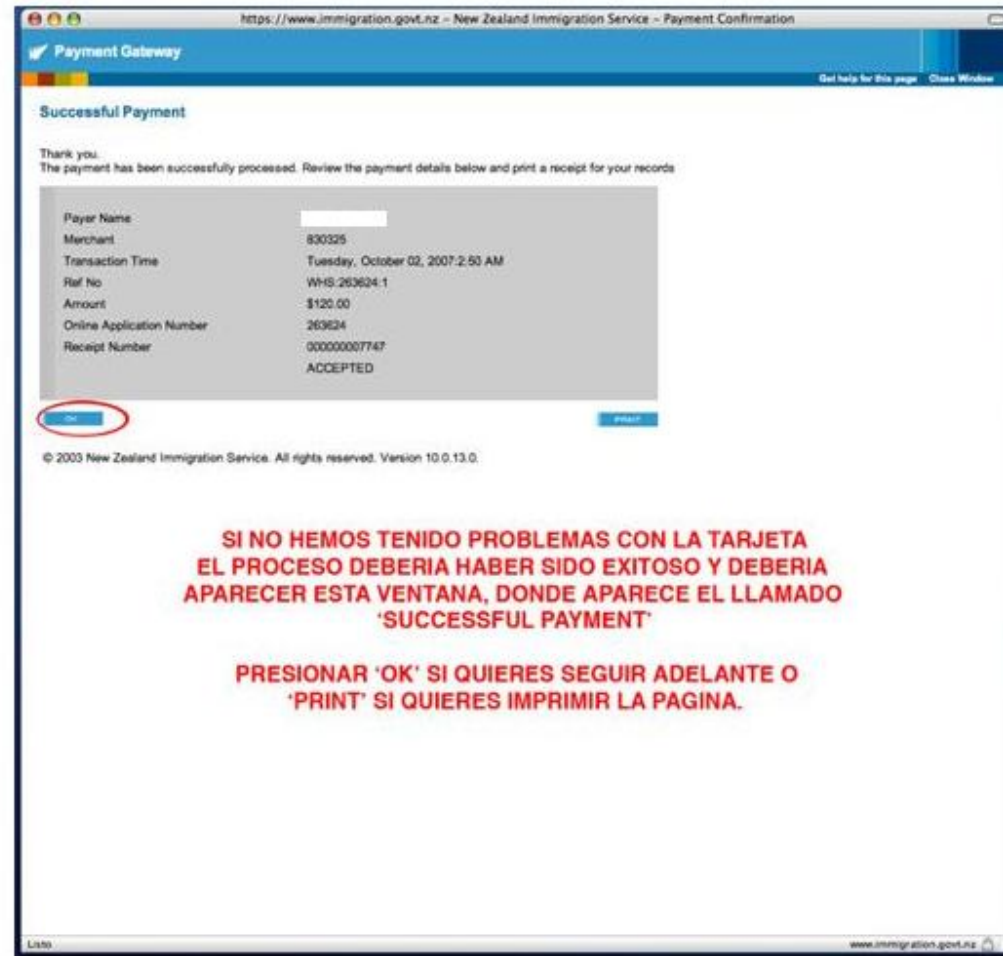 https://www.immigration.govt.nz – New Zealand Immigration Service – Payment Confirmation
Payment Gateway
Get help for this page Close Window
Successful Payment
Thank you.
The payment has been successfully processed. Review the payment details below and print a receipt for your records
Payer Name
Merchant 830325
Transaction Time Tuesday, October 02, 2007:2:50 AM
Ref No WHS:263624:1
Amount $120.00
Online Application Number 263624
Receipt Number 000000007747
ACCEPTED
OK PRINT
© 2003 New Zealand Immigration Service. All rights reserved. Version 10.0.13.0.
SI NO HEMOS TENIDO PROBLEMAS CON LA TARJETA
EL PROCESO DEBERIA HABER SIDO EXITOSO Y DEBERIA
APARECER ESTA VENTANA, DONDE APARECE EL LLAMADO
‘SUCCESSFUL PAYMENT’
PRESIONAR ‘OK’ SI QUIERES SEGUIR ADELANTE O
‘PRINT’ SI QUIERES IMPRIMIR LA PAGINA.
Listo www.immigration.govt.nz